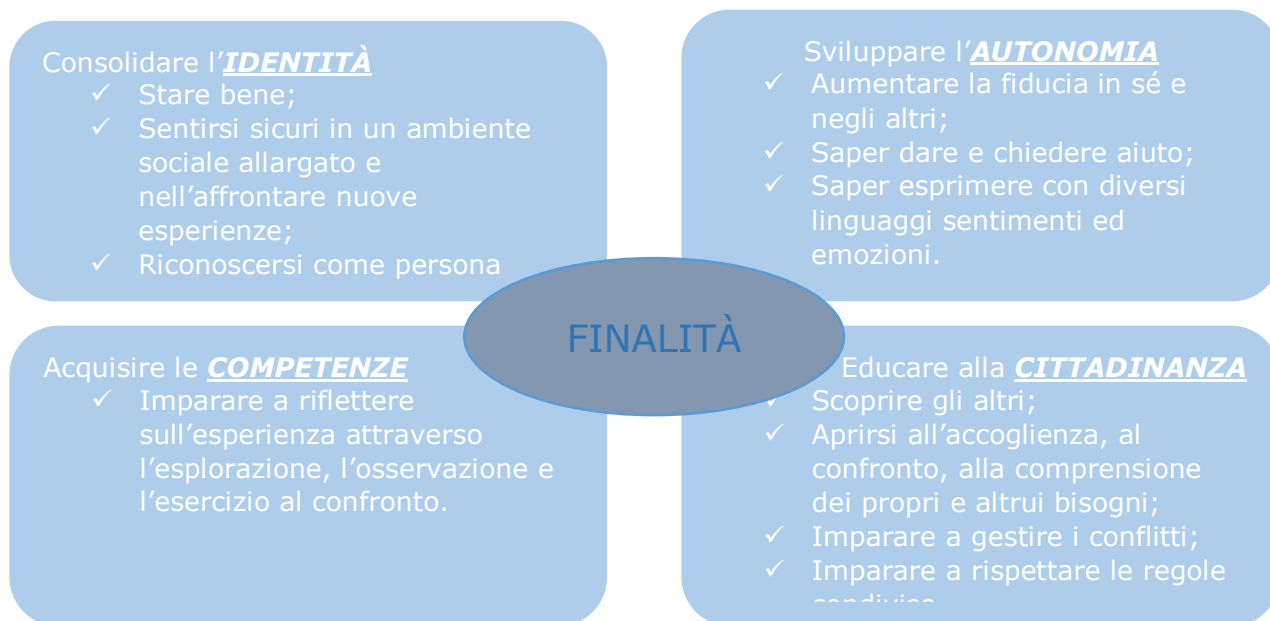 Consolidare l'IDENTITÀ
✓ Stare bene;
✓ Sentirsi sicuri in un ambiente
sociale allargato e
nell'affrontare nuove
esperienze;
✓ Riconoscersi come persona
Sviluppare l'AUTONOMIA
✓ Aumentare la fiducia in sé e
negli altri;
✓ Saper dare e chiedere aiuto;
✓ Saper esprimere con diversi
linguaggi sentimenti ed
emozioni.
FINALITÀ
Acquisire le COMPETENZE
✓ Imparare a riflettere
sull'esperienza attraverso
l'esplorazione, l'osservazione e
l'esercizio al confronto.
Educare alla CITTADINANZA
✓ Scoprire gli altri;
✓ Aprirsi all'accoglienza, al
confronto, alla comprensione
dei propri e altrui bisogni;
✓ Imparare a gestire i conflitti;
✓ Imparare a rispettare le regole